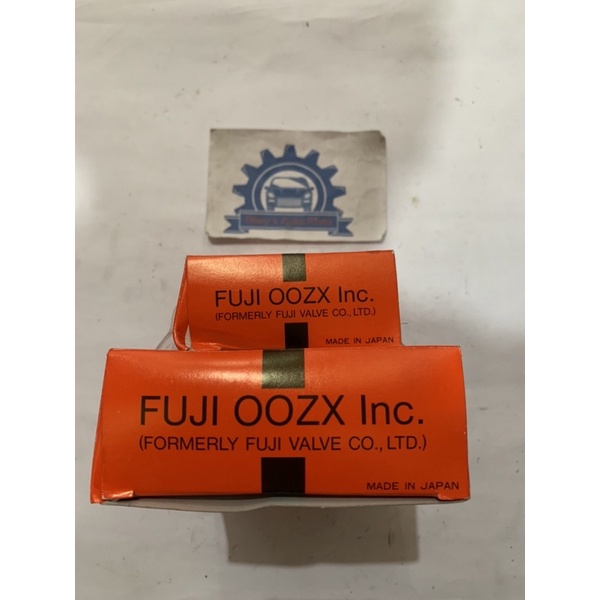 FUJI OOZX Inc.
(FORMERLY FUJI VALVE CO., LTD.)
MADE IN JAPAN
FUJI OOZX Inc.
(FORMERLY FUJI VALVE CO., LTD.)
MADE IN JAPAN